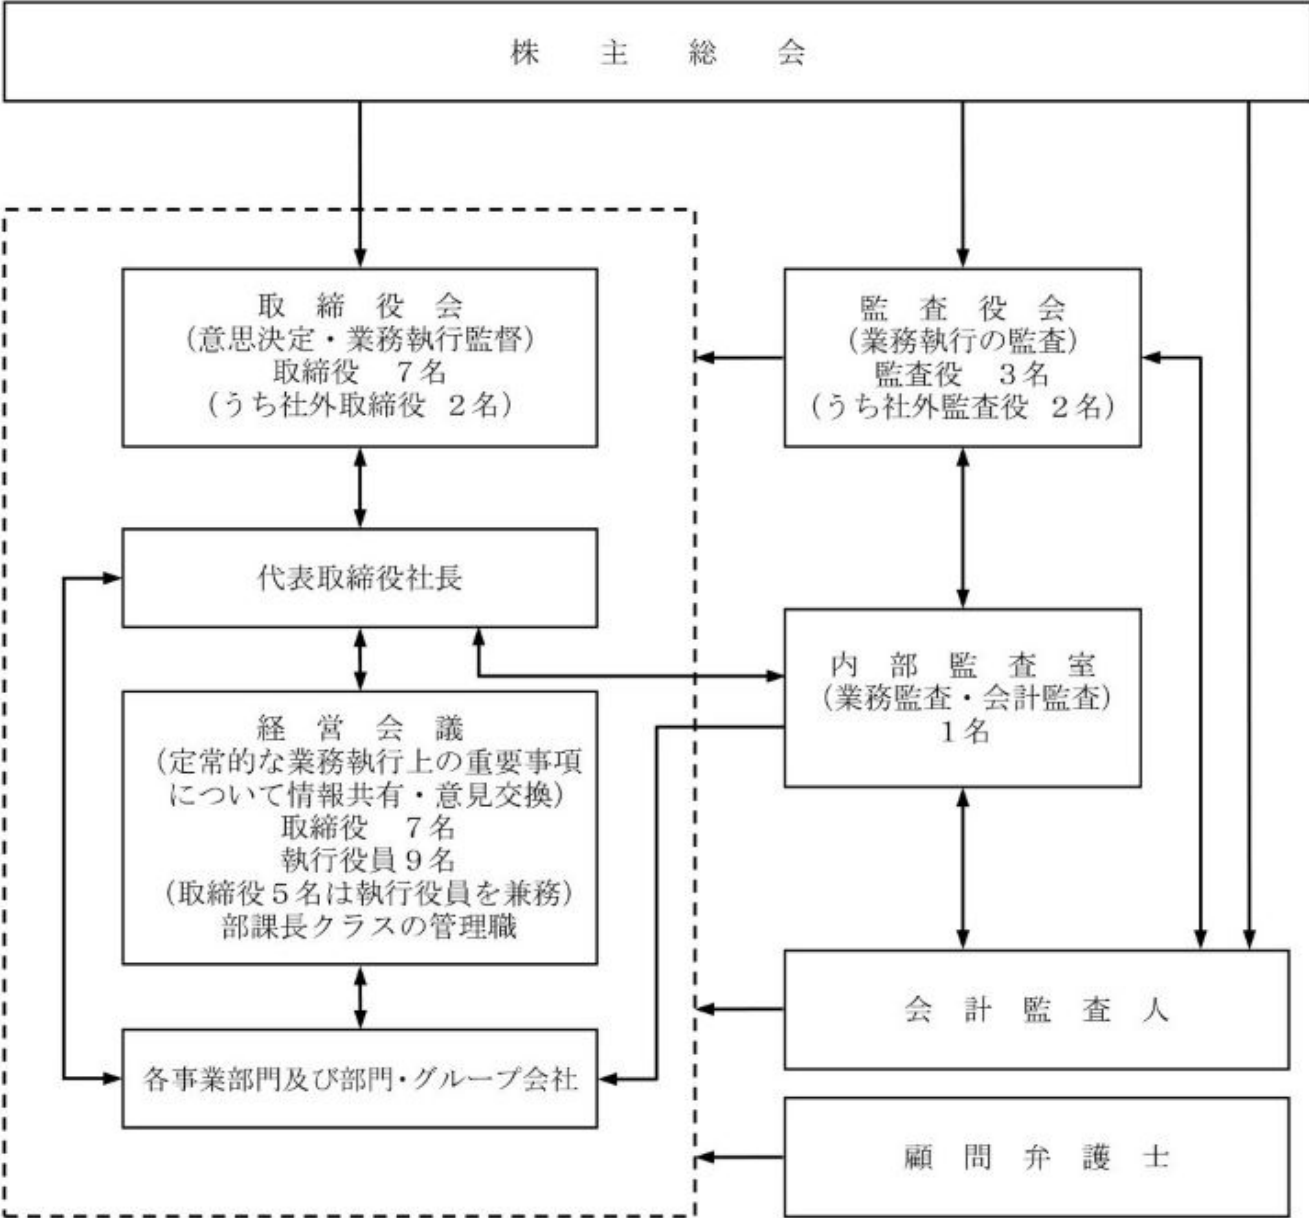 株主総会
取締役会
(意思決定・業務執行監督)
取締役 7名
(うち社外取締役 2名)
監査役会
(業務執行の監査)
監査役 3名
(うち社外監査役 2名)
代表取締役社長
内部監査室
(業務監査・会計監査)
1名
経営会議
(定常的な業務執行上の重要事項
について情報共有・意見交換)
取締役 7名
執行役員9名
(取締役5名は執行役員を兼務)
部課長クラスの管理職
会計監査人
各事業部門及び部門・グループ会社
顧問弁護士